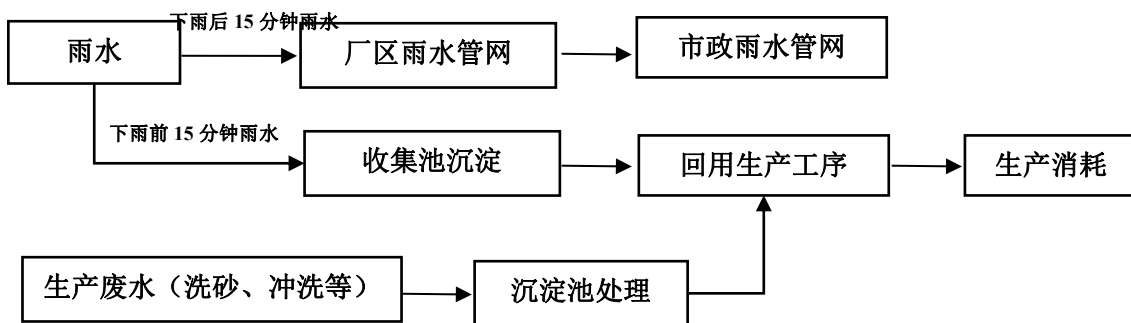 下雨后 15 分钟雨水
雨水
厂区雨水管网
市政雨水管网
下雨前 15 分钟雨水
收集池沉淀
回用生产工序
生产消耗
生产废水（洗砂、冲洗等）
沉淀池处理